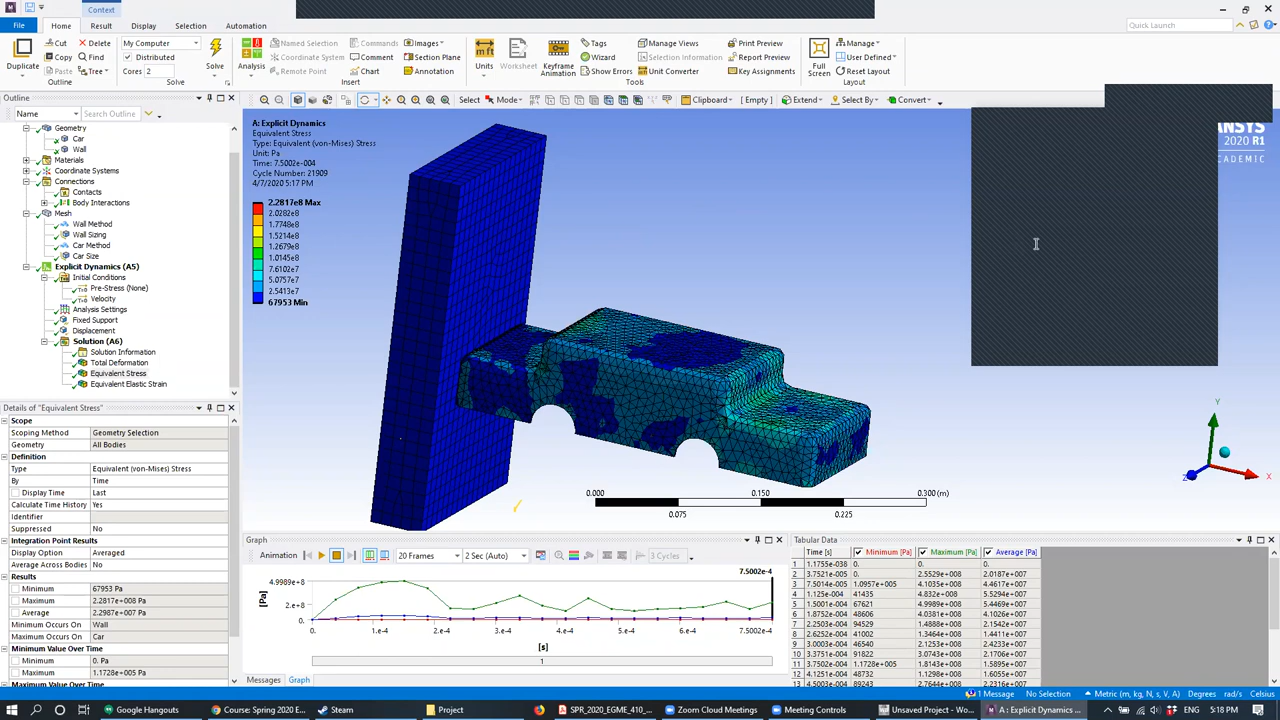 Context
File
Home
Result
Display
Selection
Automation
Quick Launch
Duplicate
Cut
Copy
Paste
Delete
Find
Tree
Outline
My Computer
Distributed
Cores 2
Solve
Solve
Analysis
Named Selection
Coordinate System
Remote Point
Commands
Comment
Chart
Images
Section Plane
Annotation
Insert
Units
Worksheet
Keyframe Animation
Tags
Wizard
Show Errors
Manage Views
Selection Information
Unit Converter
Print Preview
Report Preview
Key Assignments
Tools
Full Screen
Manage
User Defined
Reset Layout
Layout
Outline
Name
Search Outline
Select
Mode
Clipboard
[ Empty ]
Extend
Select By
Convert
Geometry
Car
Wall
Materials
Coordinate Systems
Connections
Contacts
Body Interactions
Mesh
Wall Method
Wall Sizing
Car Method
Car Size
Explicit Dynamics (A5)
Initial Conditions
Pre-Stress (None)
Velocity
Analysis Settings
Fixed Support
Displacement
Solution (A6)
Solution Information
Total Deformation
Equivalent Stress
Equivalent Elastic Strain
A: Explicit Dynamics
Equivalent Stress
Type: Equivalent (von-Mises) Stress
Unit: Pa
Time: 7.5002e-004
Cycle Number: 21909
4/7/2020 5:17 PM
2.2817e8 Max
2.0282e8
1.7748e8
1.5214e8
1.2679e8
1.0145e8
7.6102e7
5.0757e7
2.5413e7
67953 Min
ANSYS
2020 R1
ACADEMIC
Y
X
Z
0.000
0.150
0.300 (m)
0.075
0.225
Details of "Equivalent Stress"
Scope
Scoping Method Geometry Selection
Geometry All Bodies
Definition
Type Equivalent (von-Mises) Stress
By Time
Display Time Last
Calculate Time History Yes
Identifier
Suppressed No
Integration Point Results
Display Option Averaged
Average Across Bodies No
Results
Minimum 67953 Pa
Maximum 2.2817e+008 Pa
Average 2.2987e+007 Pa
Minimum Occurs On Wall
Maximum Occurs On Car
Minimum Value Over Time
Minimum 0. Pa
Maximum 1.1728e+005 Pa
Maximum Value Over Time
Graph
Animation
20 Frames
2 Sec (Auto)
3 Cycles
7.5002e-4
4.9989e+8
2.e+8
0.
[Pa]
0. 1.e-4 2.e-4 3.e-4 4.e-4 5.e-4 6.e-4 7.5002e-4
[s]
1
Messages
Graph
Tabular Data
Time [s] Minimum [Pa] Maximum [Pa] Average [Pa]
1 1.1755e-038 0. 0. 0.
2 3.7521e-005 0. 2.5529e+008 2.0187e+007
3 7.5014e-005 1.0957e+005 4.1035e+008 4.4617e+007
4 1.125e-004 41435 4.832e+008 5.5294e+007
5 1.5001e-004 67621 4.9989e+008 5.4469e+007
6 1.8752e-004 48606 4.0638e+008 4.1026e+007
7 2.2503e-004 94529 1.4888e+008 2.1542e+007
8 2.6252e-004 41002 1.3464e+008 1.4411e+007
9 3.0003e-004 46540 2.1253e+008 2.4233e+007
10 3.3751e-004 91822 3.0743e+008 2.1706e+007
11 3.7502e-004 1.1728e+005 1.8143e+008 1.5895e+007
12 4.1251e-004 48732 1.2658e+008 1.9417e+007
13 4.5003e-004 89243 2.7644e+008 2.2316e+007
1 Message
No Selection
Metric (m, kg, N, s, V, A)
Degrees
rad/s
Celsius
Google Hangouts
Course: Spring 2020 E...
Steam
Project
SPR_2020_EGME_410_...
Zoom Cloud Meetings
Meeting Controls
Unsaved Project - Wo...
A : Explicit Dynamics ...
ENG
5:18 PM